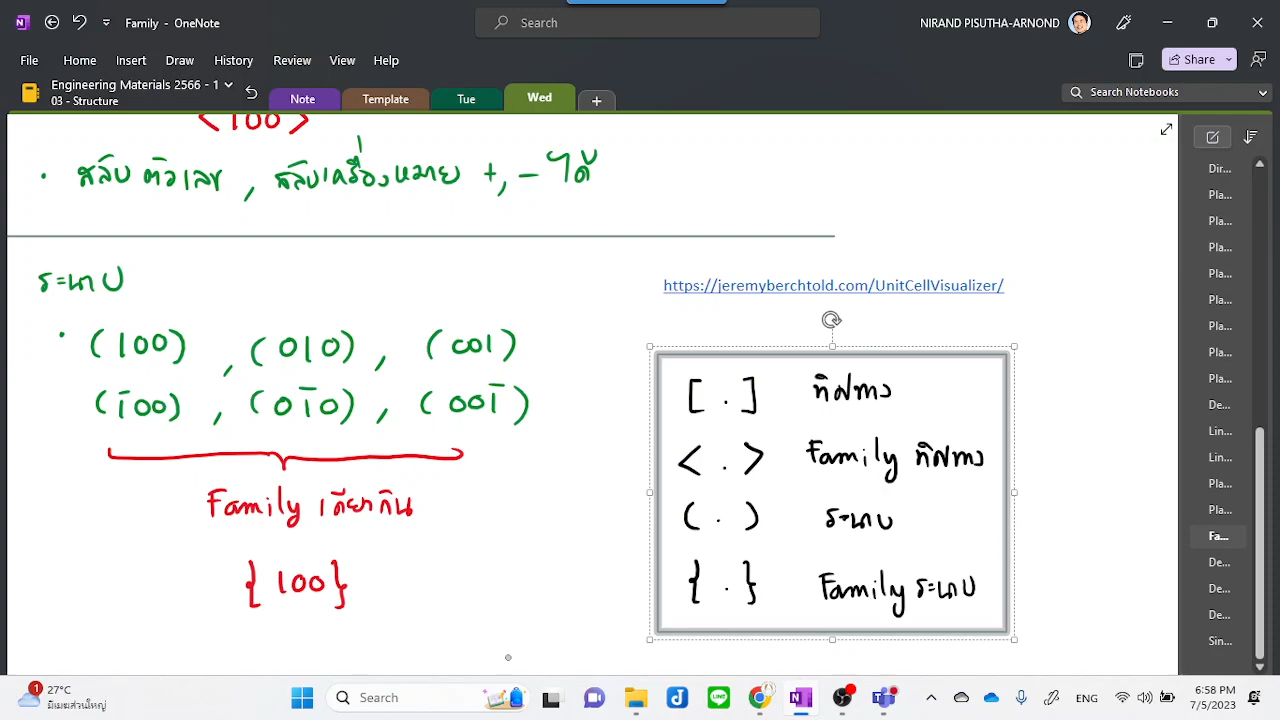 Family - OneNote
Search
NIRAND PISUTHA-ARNOND
File Home Insert Draw History Review View Help
Share
Engineering Materials 2566 - 1
03 - Structure
Note Template Tue Wed +
Search Notebooks
<100>
• สลับ ตัวเลข , สลับเครื่องหมาย +, - ได้
ระนาบ
https://jeremyberchtold.com/UnitCellVisualizer/
• (100) , (010) , (001)
(1̄00) , (01̄0) , (001̄)
Family เดียวกัน
{100}
[ . ] ทิศทาง
< . > Family ทิศทาง
( . ) ระนาบ
{ . } Family ระนาบ
Dir...
Pla...
Pla...
Pla...
Pla...
Pla...
Pla...
Pla...
Pla...
De...
Lin...
Lin...
Pla...
Pla...
Fa...
De...
De...
De...
Sin...
1
27°C
Search
ENG
6:58 PM
7/5/2023